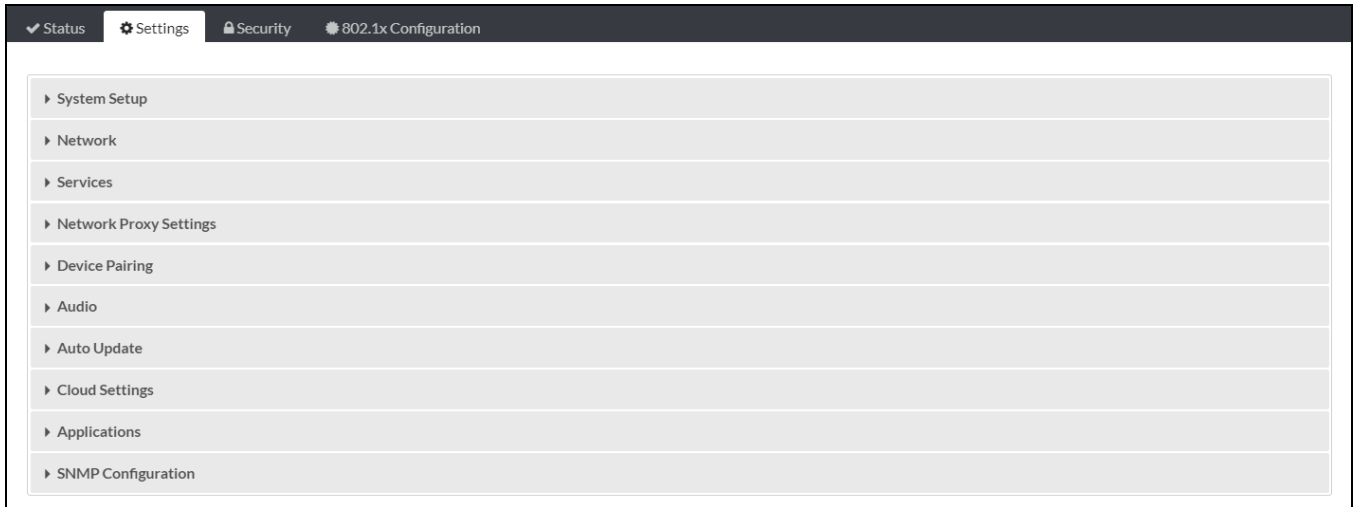 Status Settings Security 802.1x Configuration
System Setup
Network
Services
Network Proxy Settings
Device Pairing
Audio
Auto Update
Cloud Settings
Applications
SNMP Configuration